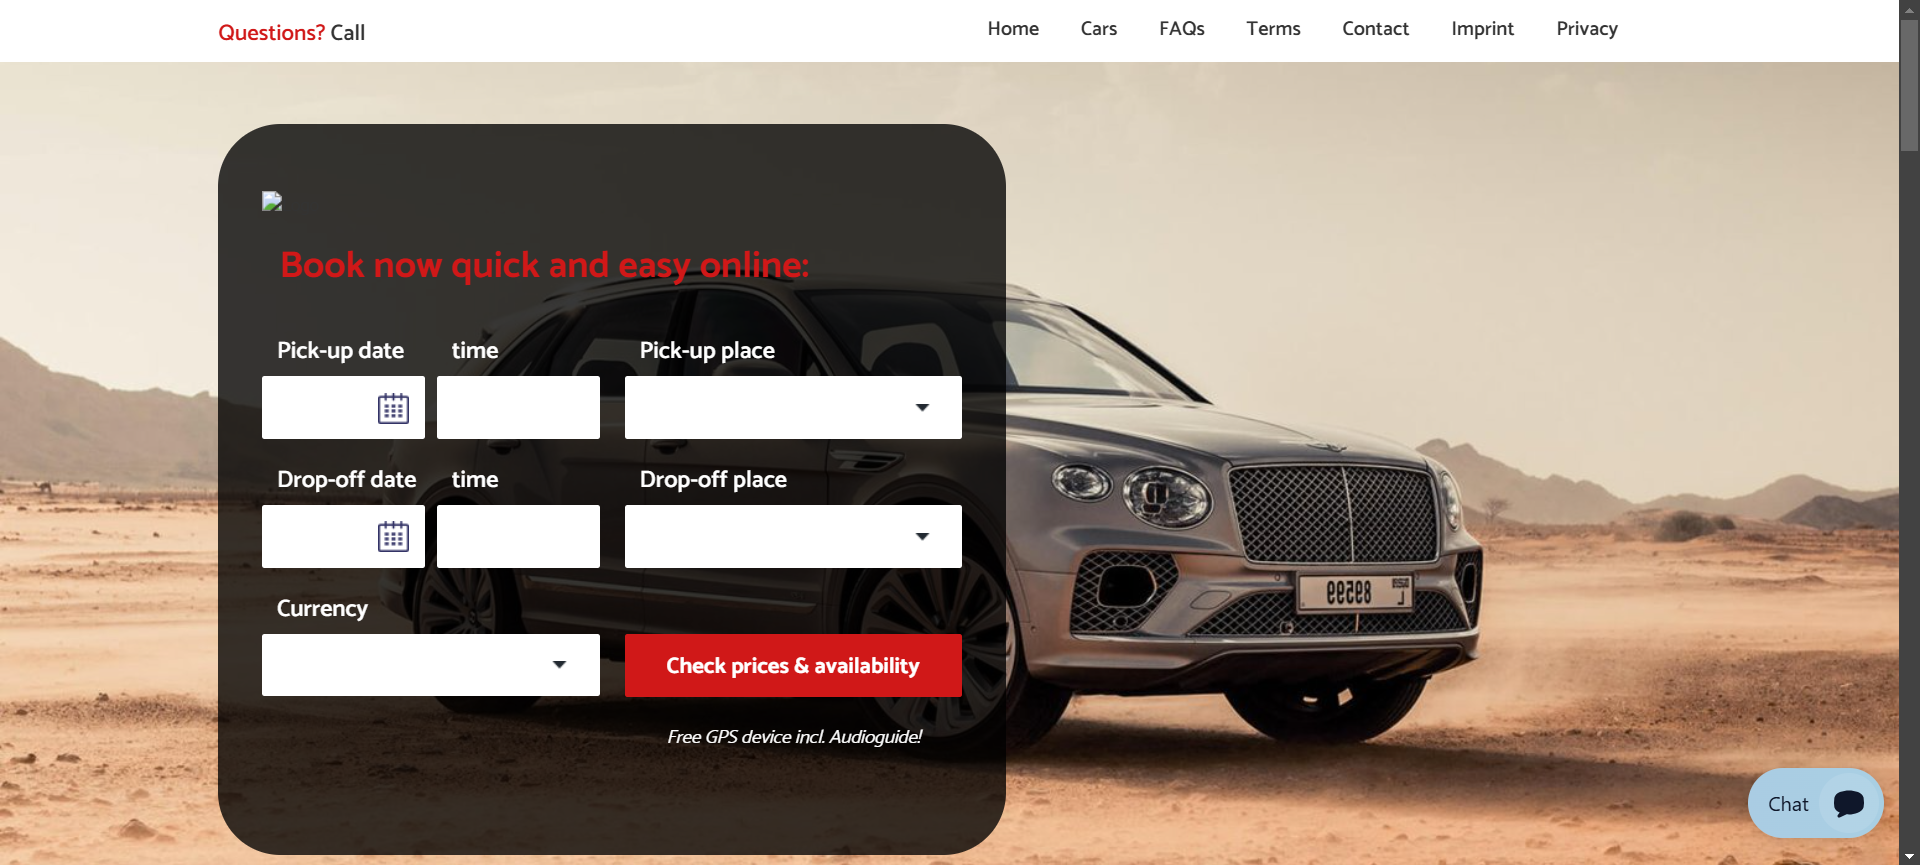 Questions? Call
Home Cars FAQs Terms Contact Imprint Privacy
Book now quick and easy online:
Pick-up date time Pick-up place
Drop-off date time Drop-off place
Currency
Check prices & availability
Free GPS device incl. Audioguide!
Chat